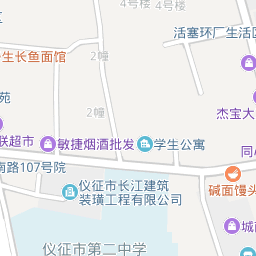 4号楼
4号楼
区
活塞环厂生活区
生长鱼面馆
2幢
苑
2幢
杰宝大
联超市
敏捷烟酒批发
学生公寓
同心
南路107号院
仪征市长江建筑
装璜工程有限公司
碱面馒头
城南
仪征市第二中学